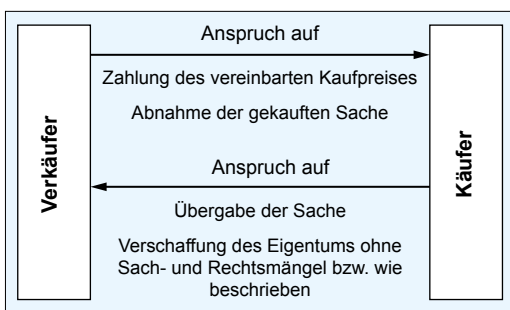 Verkäufer
Anspruch auf
Zahlung des vereinbarten Kaufpreises
Abnahme der gekauften Sache
Anspruch auf
Übergabe der Sache
Verschaffung des Eigentums ohne
Sach- und Rechtsmängel bzw. wie
beschrieben
Käufer